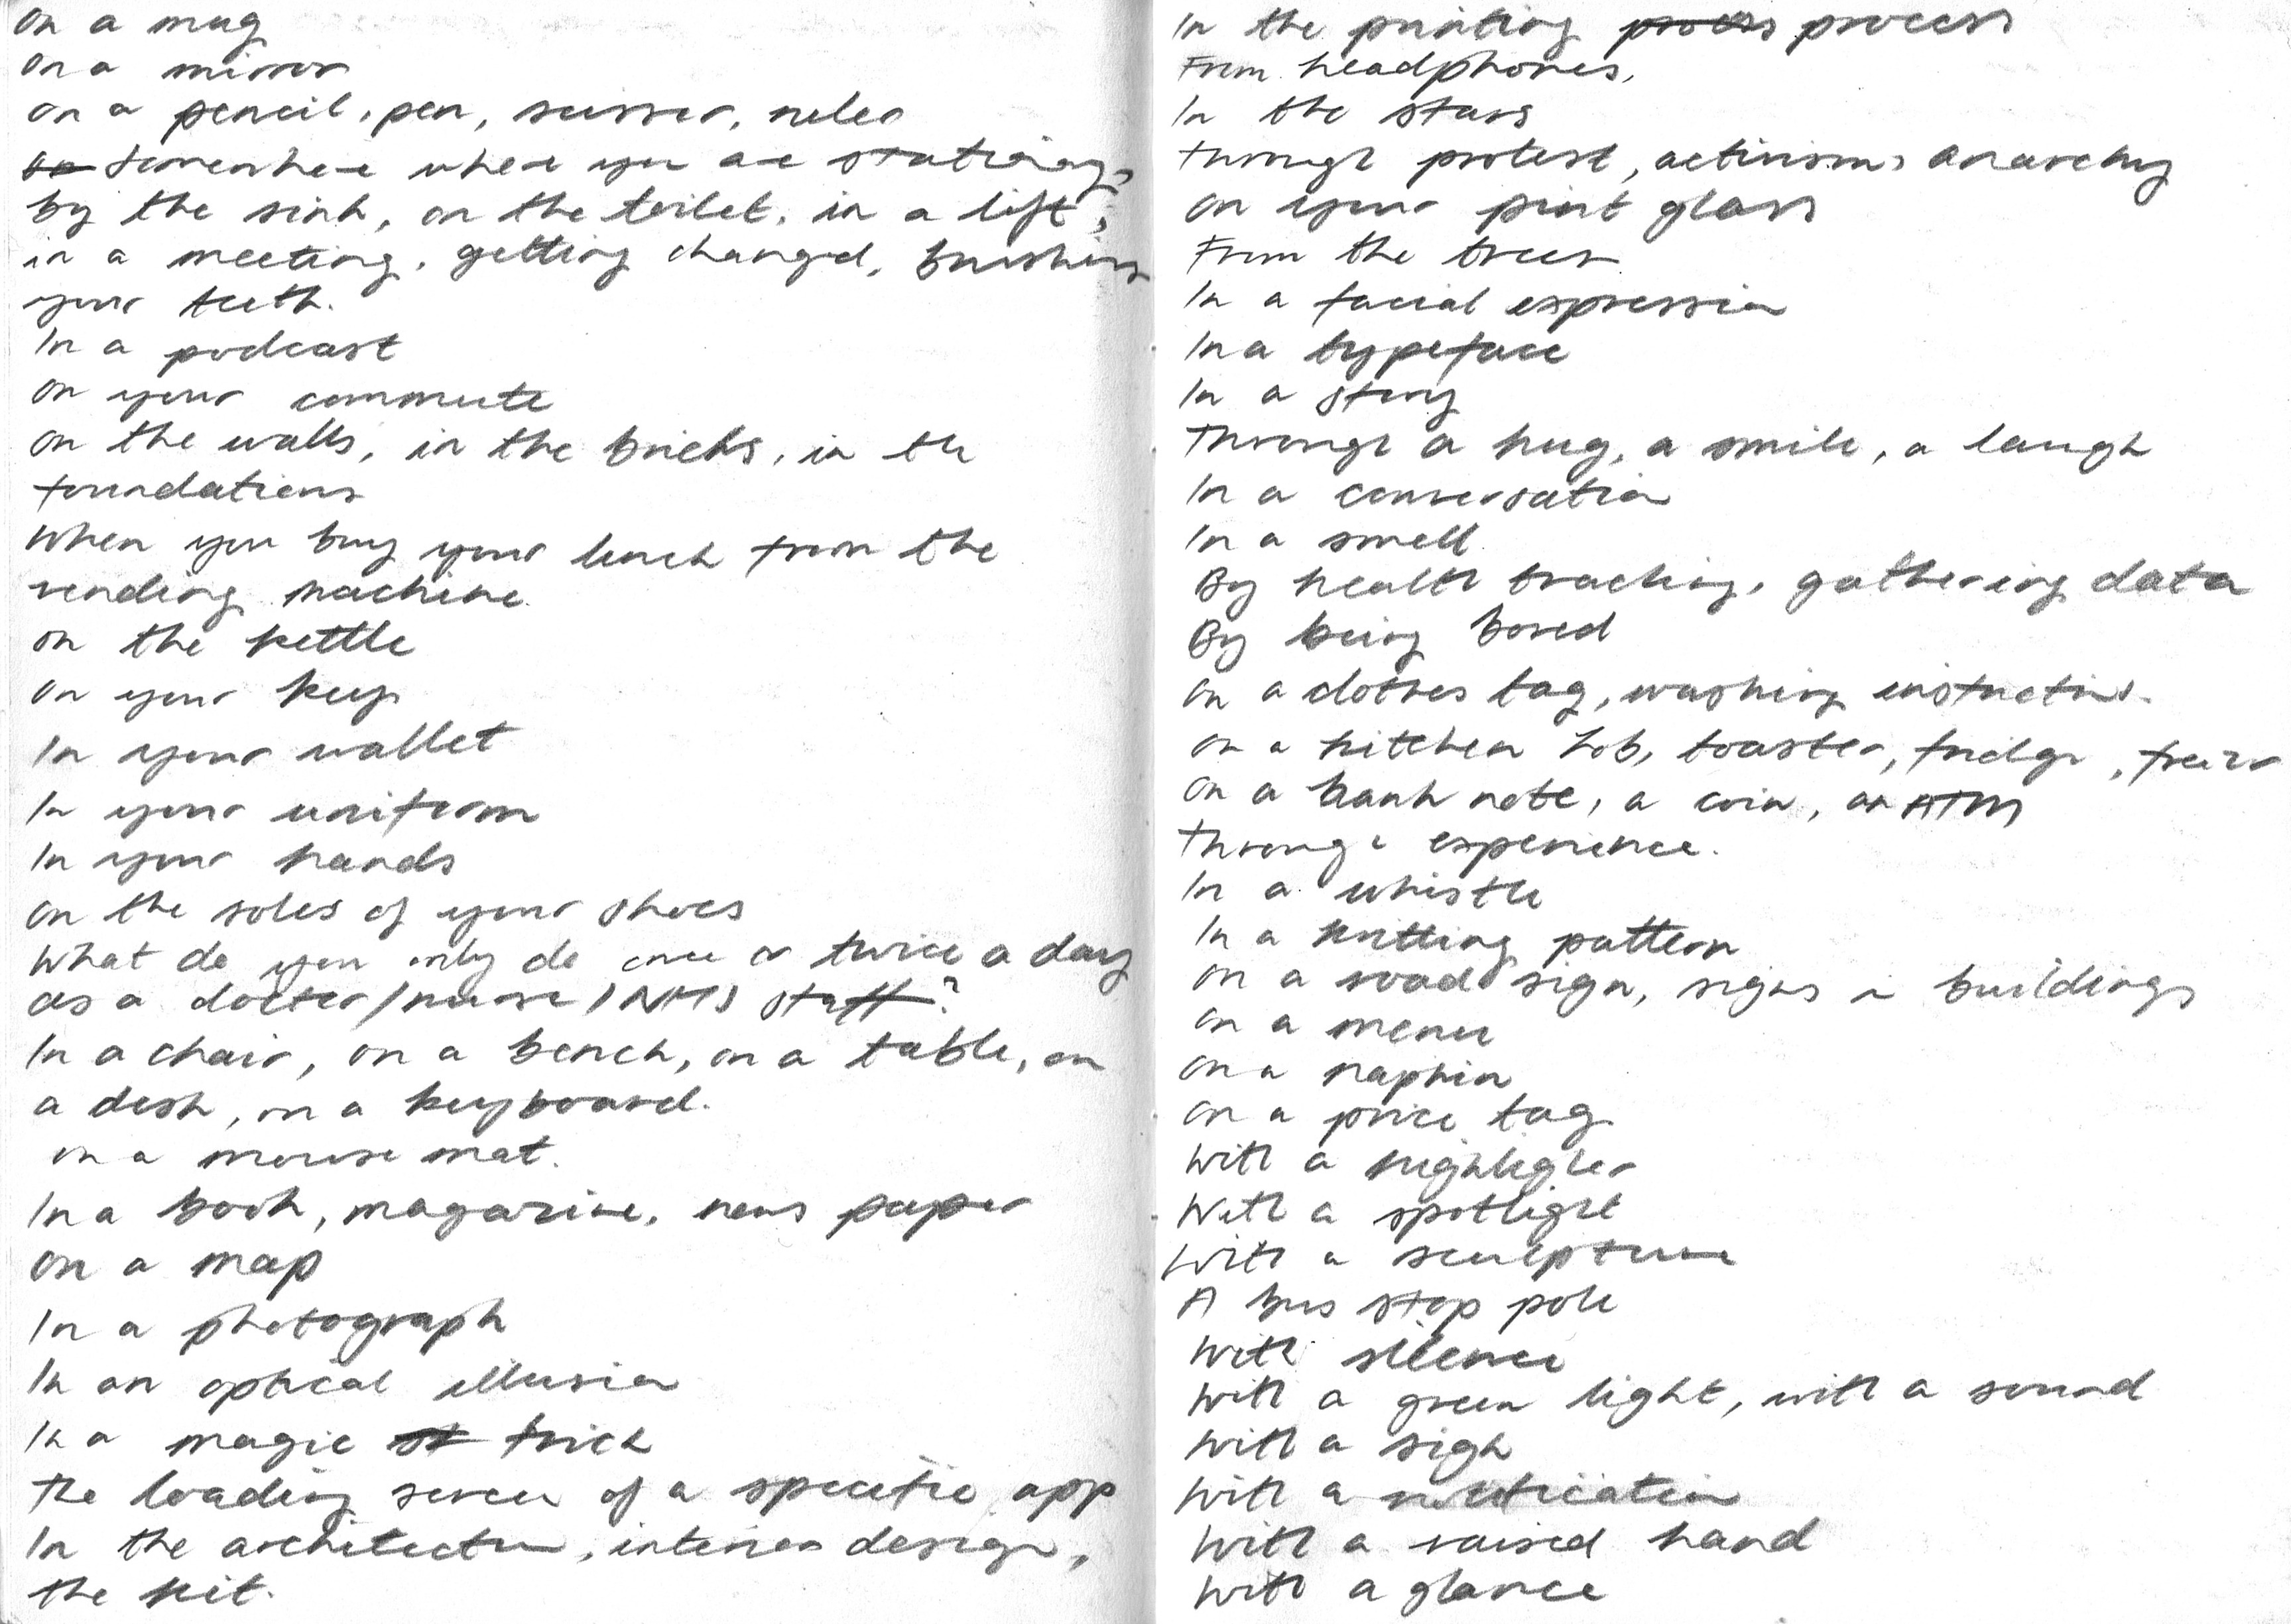 on a mug
on a mirror
on a pencil, pen, scissor, ruler
somewhere where you are stationary,
by the sink, on the toilet, in a lift,
in a meeting, getting changed, brushing
your teeth.
In a podcast
on your commute
on the walls, in the bricks, in the
foundations
When you buy your lunch from the
vending machine.
on the kettle
on your keys
In your wallet
In your uniform
In your hands
on the soles of your shoes
What do you only do once or twice a day
as a doctor/nurse/NHS staff?
In a chair, on a bench, on a table, on
a desk, on a keyboard.
on a mouse mat.
In a book, magazine, news paper
on a map
In a photograph
In an optical illusion
In a magic trick
The loading screen of a specific app
In the architecture, interior design,
the kit.
In the printing process process
From headphones,
In the stars
through protest, activism, anarchy
on your pint glass
From the trees
In a facial expression
In a typeface
In a story
Through a hug, a smile, a laugh
In a conversation
In a smell
By health tracking, gathering data
By being bored
on a clothes tag, washing instructions.
on a kitchen hob, toaster, fridge, freezer
on a bank note, a coin, an ATM
through experience.
In a whistle
In a knitting pattern
on a road sign, signs in buildings
on a menu
on a napkin
on a price tag
With a highlighter
With a spotlight
With a sculpture
A bus stop pole
With silence
With a green light, with a sound
With a sigh
With a notification
With a raised hand
With a glance